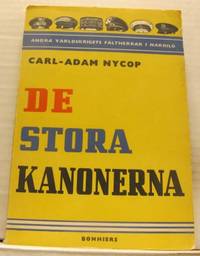 ANDRA VÄRLDSKRIGETS FÄLTHERRAR I NÄRBILD
CARL-ADAM NYCOP
DE
STORA
KANONERNA
BONNIERS